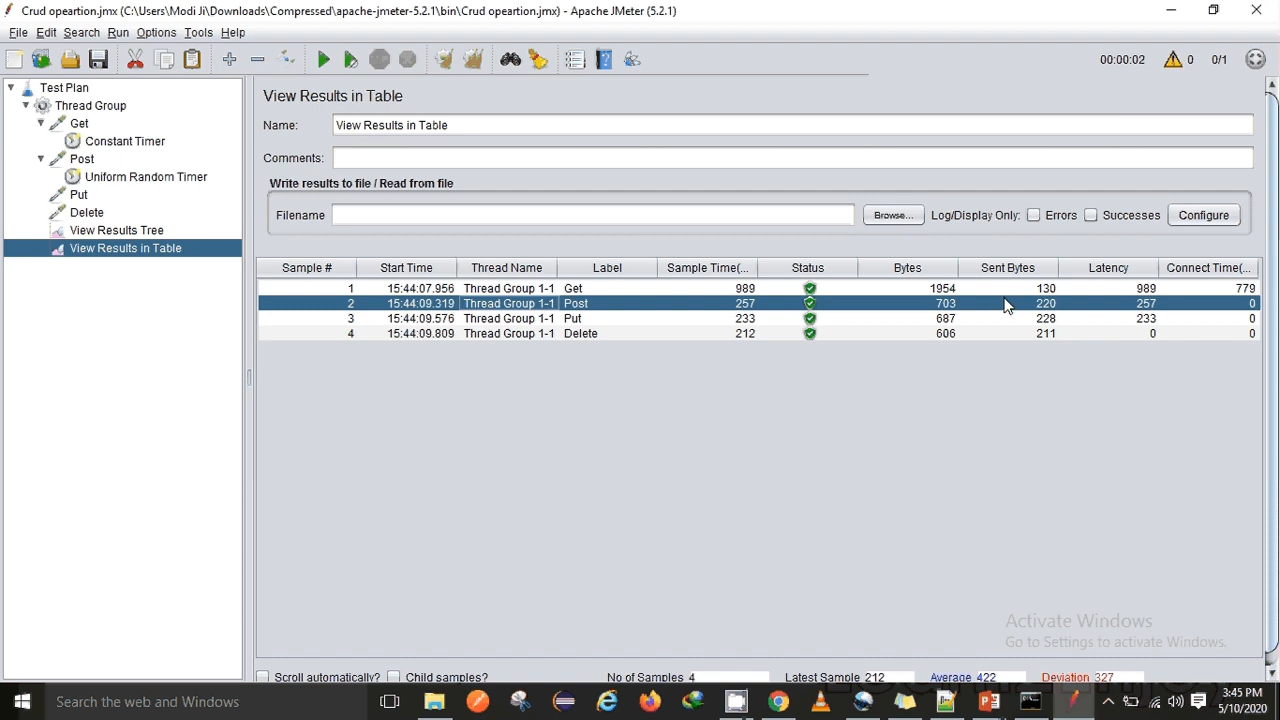 Crud opeartion.jmx (C:\Users\Modi Ji\Downloads\Compressed\apache-jmeter-5.2.1\bin\Crud opeartion.jmx) - Apache JMeter (5.2.1)
File Edit Search Run Options Tools Help
00:00:02 0 0/1
Test Plan
Thread Group
Get
Constant Timer
Post
Uniform Random Timer
Put
Delete
View Results Tree
View Results in Table
View Results in Table
Name: View Results in Table
Comments:
Write results to file / Read from file
Filename Browse... Log/Display Only: Errors Successes Configure
Sample # Start Time Thread Name Label Sample Time(... Status Bytes Sent Bytes Latency Connect Time(...
1 15:44:07.956 Thread Group 1-1 Get 989 1954 130 989 779
2 15:44:09.319 Thread Group 1-1 Post 257 703 220 257 0
3 15:44:09.576 Thread Group 1-1 Put 233 687 228 233 0
4 15:44:09.809 Thread Group 1-1 Delete 212 606 211 0 0
Activate Windows
Go to Settings to activate Windows.
Scroll automatically? Child samples? No of Samples 4 Latest Sample 212 Average 422 Deviation 327
Search the web and Windows
3:45 PM
5/10/2020